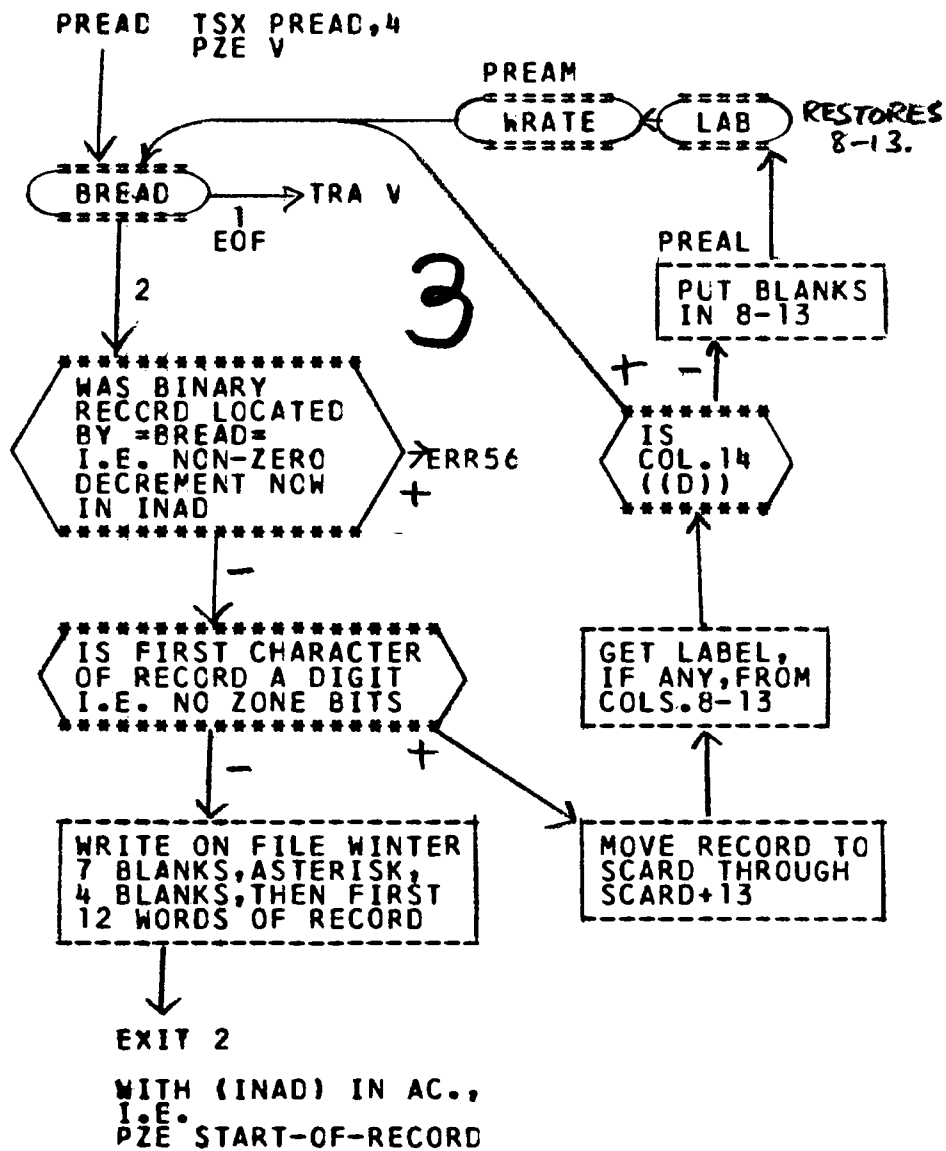 PREAD TSX PREAD,4
PZE V
PREAM
WRATE
LAB
RESTORES
8-13.
BREAD
TRA V
1
EOF
PREAL
PUT BLANKS
IN 8-13
2
3
+
-
WAS BINARY
RECCRD LOCATED
BY =BREAD=
I.E. NON-ZERO
DECREMENT NOW
IN INAD
ERR56
+
IS
COL.14
((D))
-
IS FIRST CHARACTER
OF RECORD A DIGIT
I.E. NO ZONE BITS
GET LABEL,
IF ANY,FROM
COLS.8-13
-
+
WRITE ON FILE WINTER
7 BLANKS,ASTERISK,
4 BLANKS,THEN FIRST
12 WORDS OF RECORD
MOVE RECORD TO
SCARD THROUGH
SCARD+13
EXIT 2
WITH (INAD) IN AC.,
I.E.
PZE START-OF-RECORD